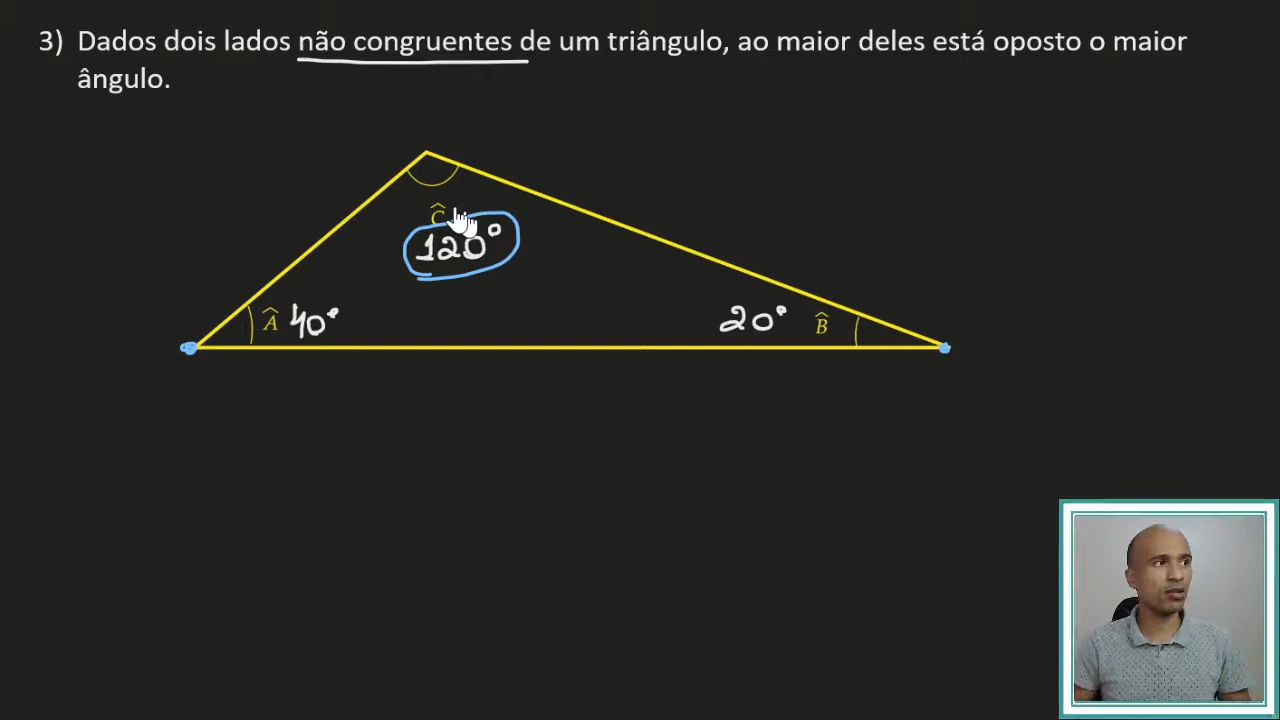 3) Dados dois lados não congruentes de um triângulo, ao maior deles está oposto o maior
ângulo.
Ĉ
120°
Â 40°
20° B̂